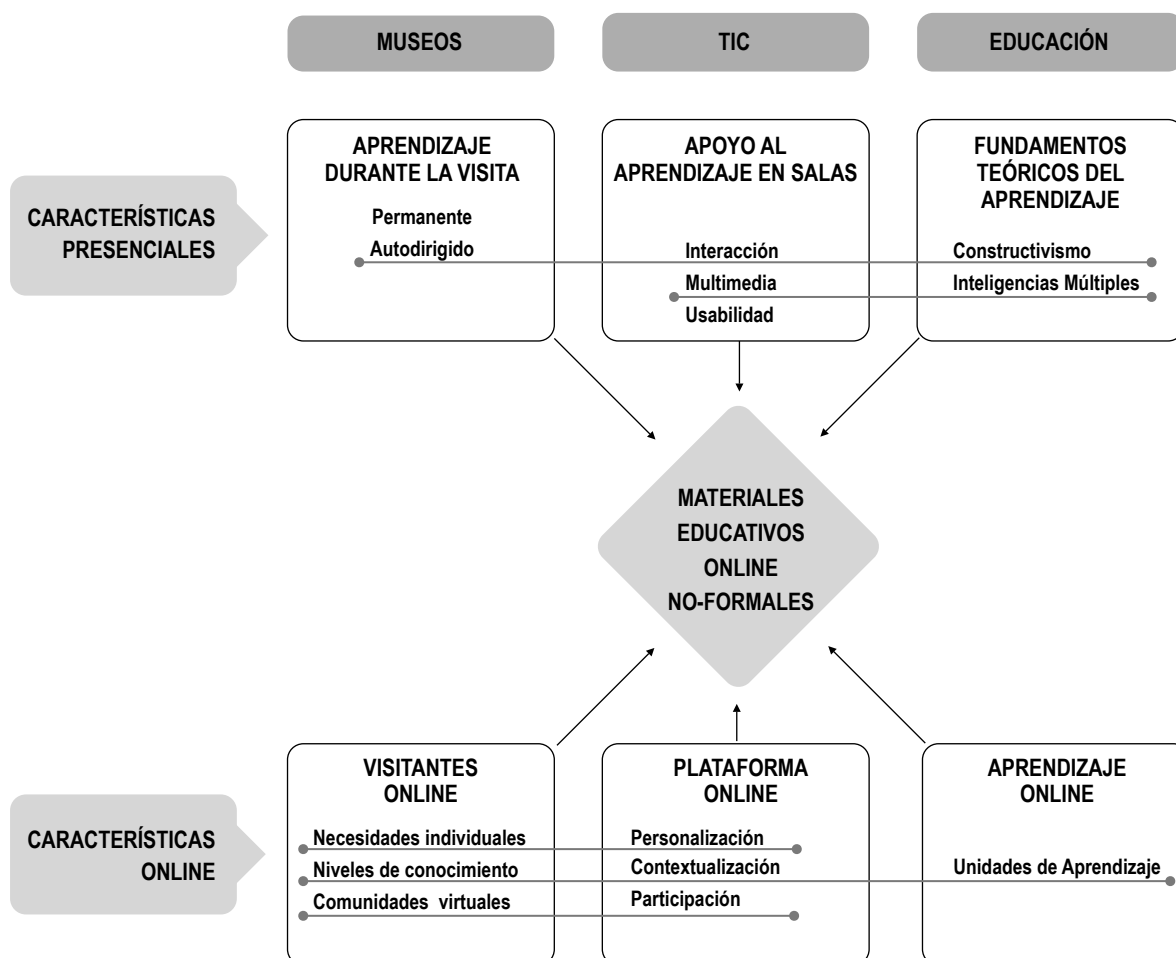 MUSEOS
TIC
EDUCACIÓN
CARACTERÍSTICAS
PRESENCIALES
APRENDIZAJE
DURANTE LA VISITA
Permanente
Autodirigido
APOYO AL
APRENDIZAJE EN SALAS
Interacción
Multimedia
Usabilidad
FUNDAMENTOS
TEÓRICOS DEL
APRENDIZAJE
Constructivismo
Inteligencias Múltiples
MATERIALES
EDUCATIVOS
ONLINE
NO-FORMALES
CARACTERÍSTICAS
ONLINE
VISITANTES
ONLINE
Necesidades individuales
Niveles de conocimiento
Comunidades virtuales
PLATAFORMA
ONLINE
Personalización
Contextualización
Participación
APRENDIZAJE
ONLINE
Unidades de Aprendizaje